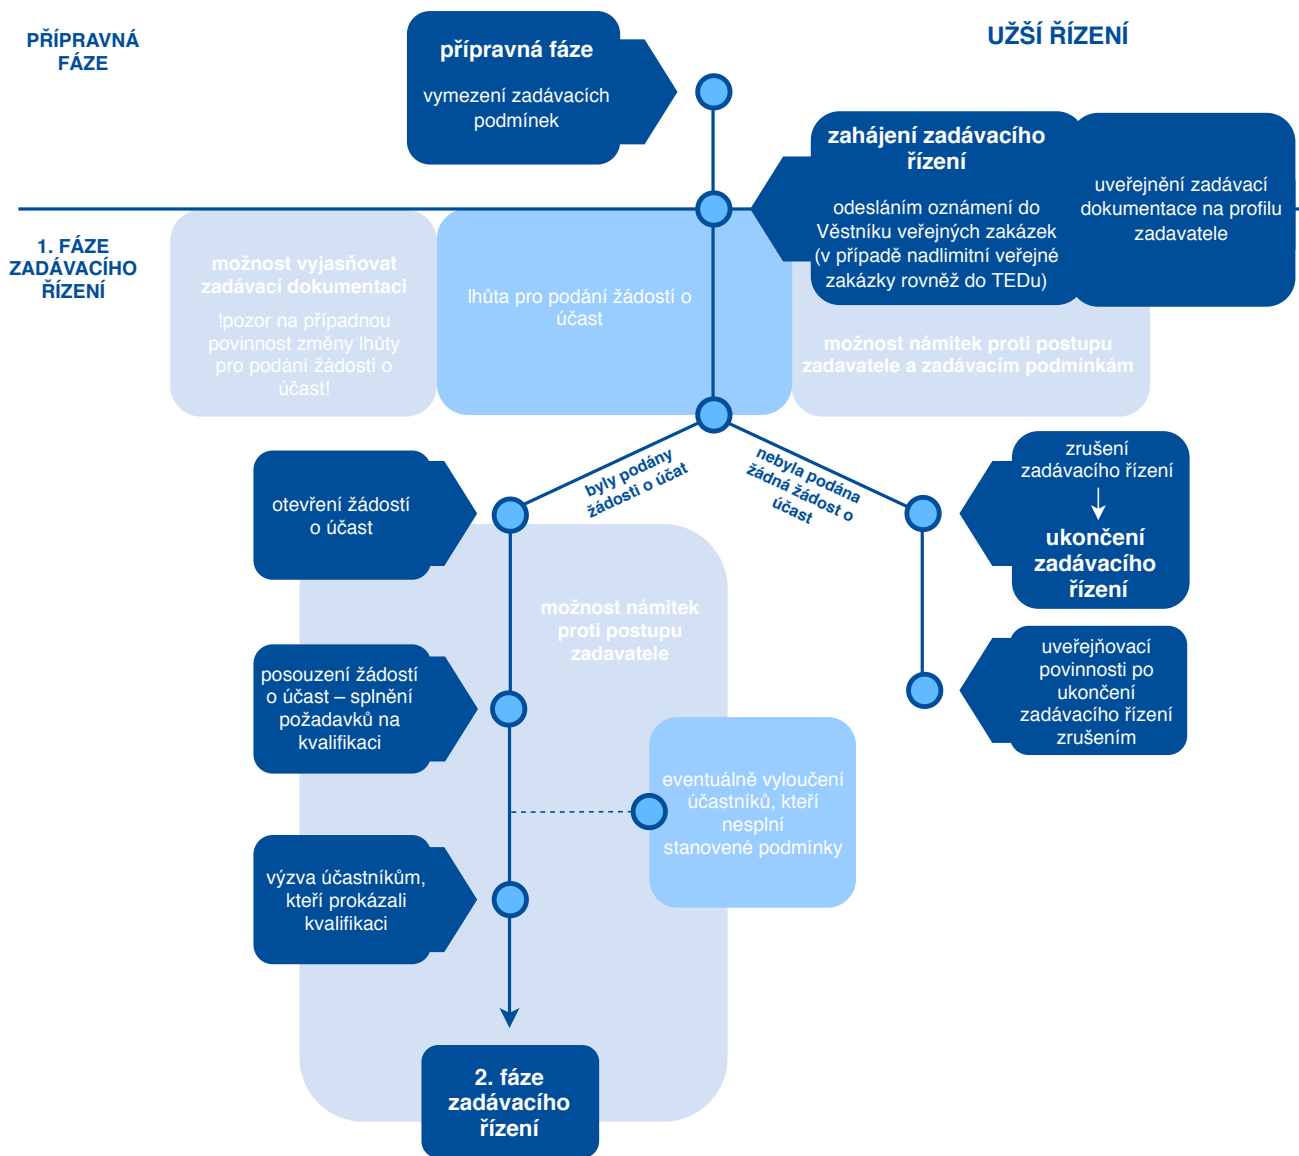 PŘÍPRAVNÁ
FÁZE
přípravná fáze
vymezení zadávacích
podmínek
UŽŠÍ ŘÍZENÍ
zahájení zadávacího
řízení
odesláním oznámení do
Věstníku veřejných zakázek
(v případě nadlimitní veřejné
zakázky rovněž do TEDu)
uveřejnění zadávací
dokumentace na profilu
zadavatele
1. FÁZE
ZADÁVACÍHO
ŘÍZENÍ
možnost vyjasňovat
zadávací dokumentaci
!pozor na případnou
povinnost změny lhůty
pro podání žádostí o
účast!
lhůta pro podání žádostí o
účast
možnost námitek proti postupu
zadavatele a zadávacím podmínkám
byly podány
žádosti o účat
nebyla podána
žádná žádost o
účast
otevření žádostí
o účast
zrušení
zadávacího řízení
ukončení
zadávacího
řízení
možnost námitek
proti postupu
zadavatele
posouzení žádostí
o účast – splnění
požadavků na
kvalifikaci
uveřejňovací
povinnosti po
ukončení
zadávacího řízení
zrušením
eventuálně vyloučení
účastníků, kteří
nesplní
stanovené podmínky
výzva účastníkům,
kteří prokázali
kvalifikaci
2. fáze
zadávacího
řízení